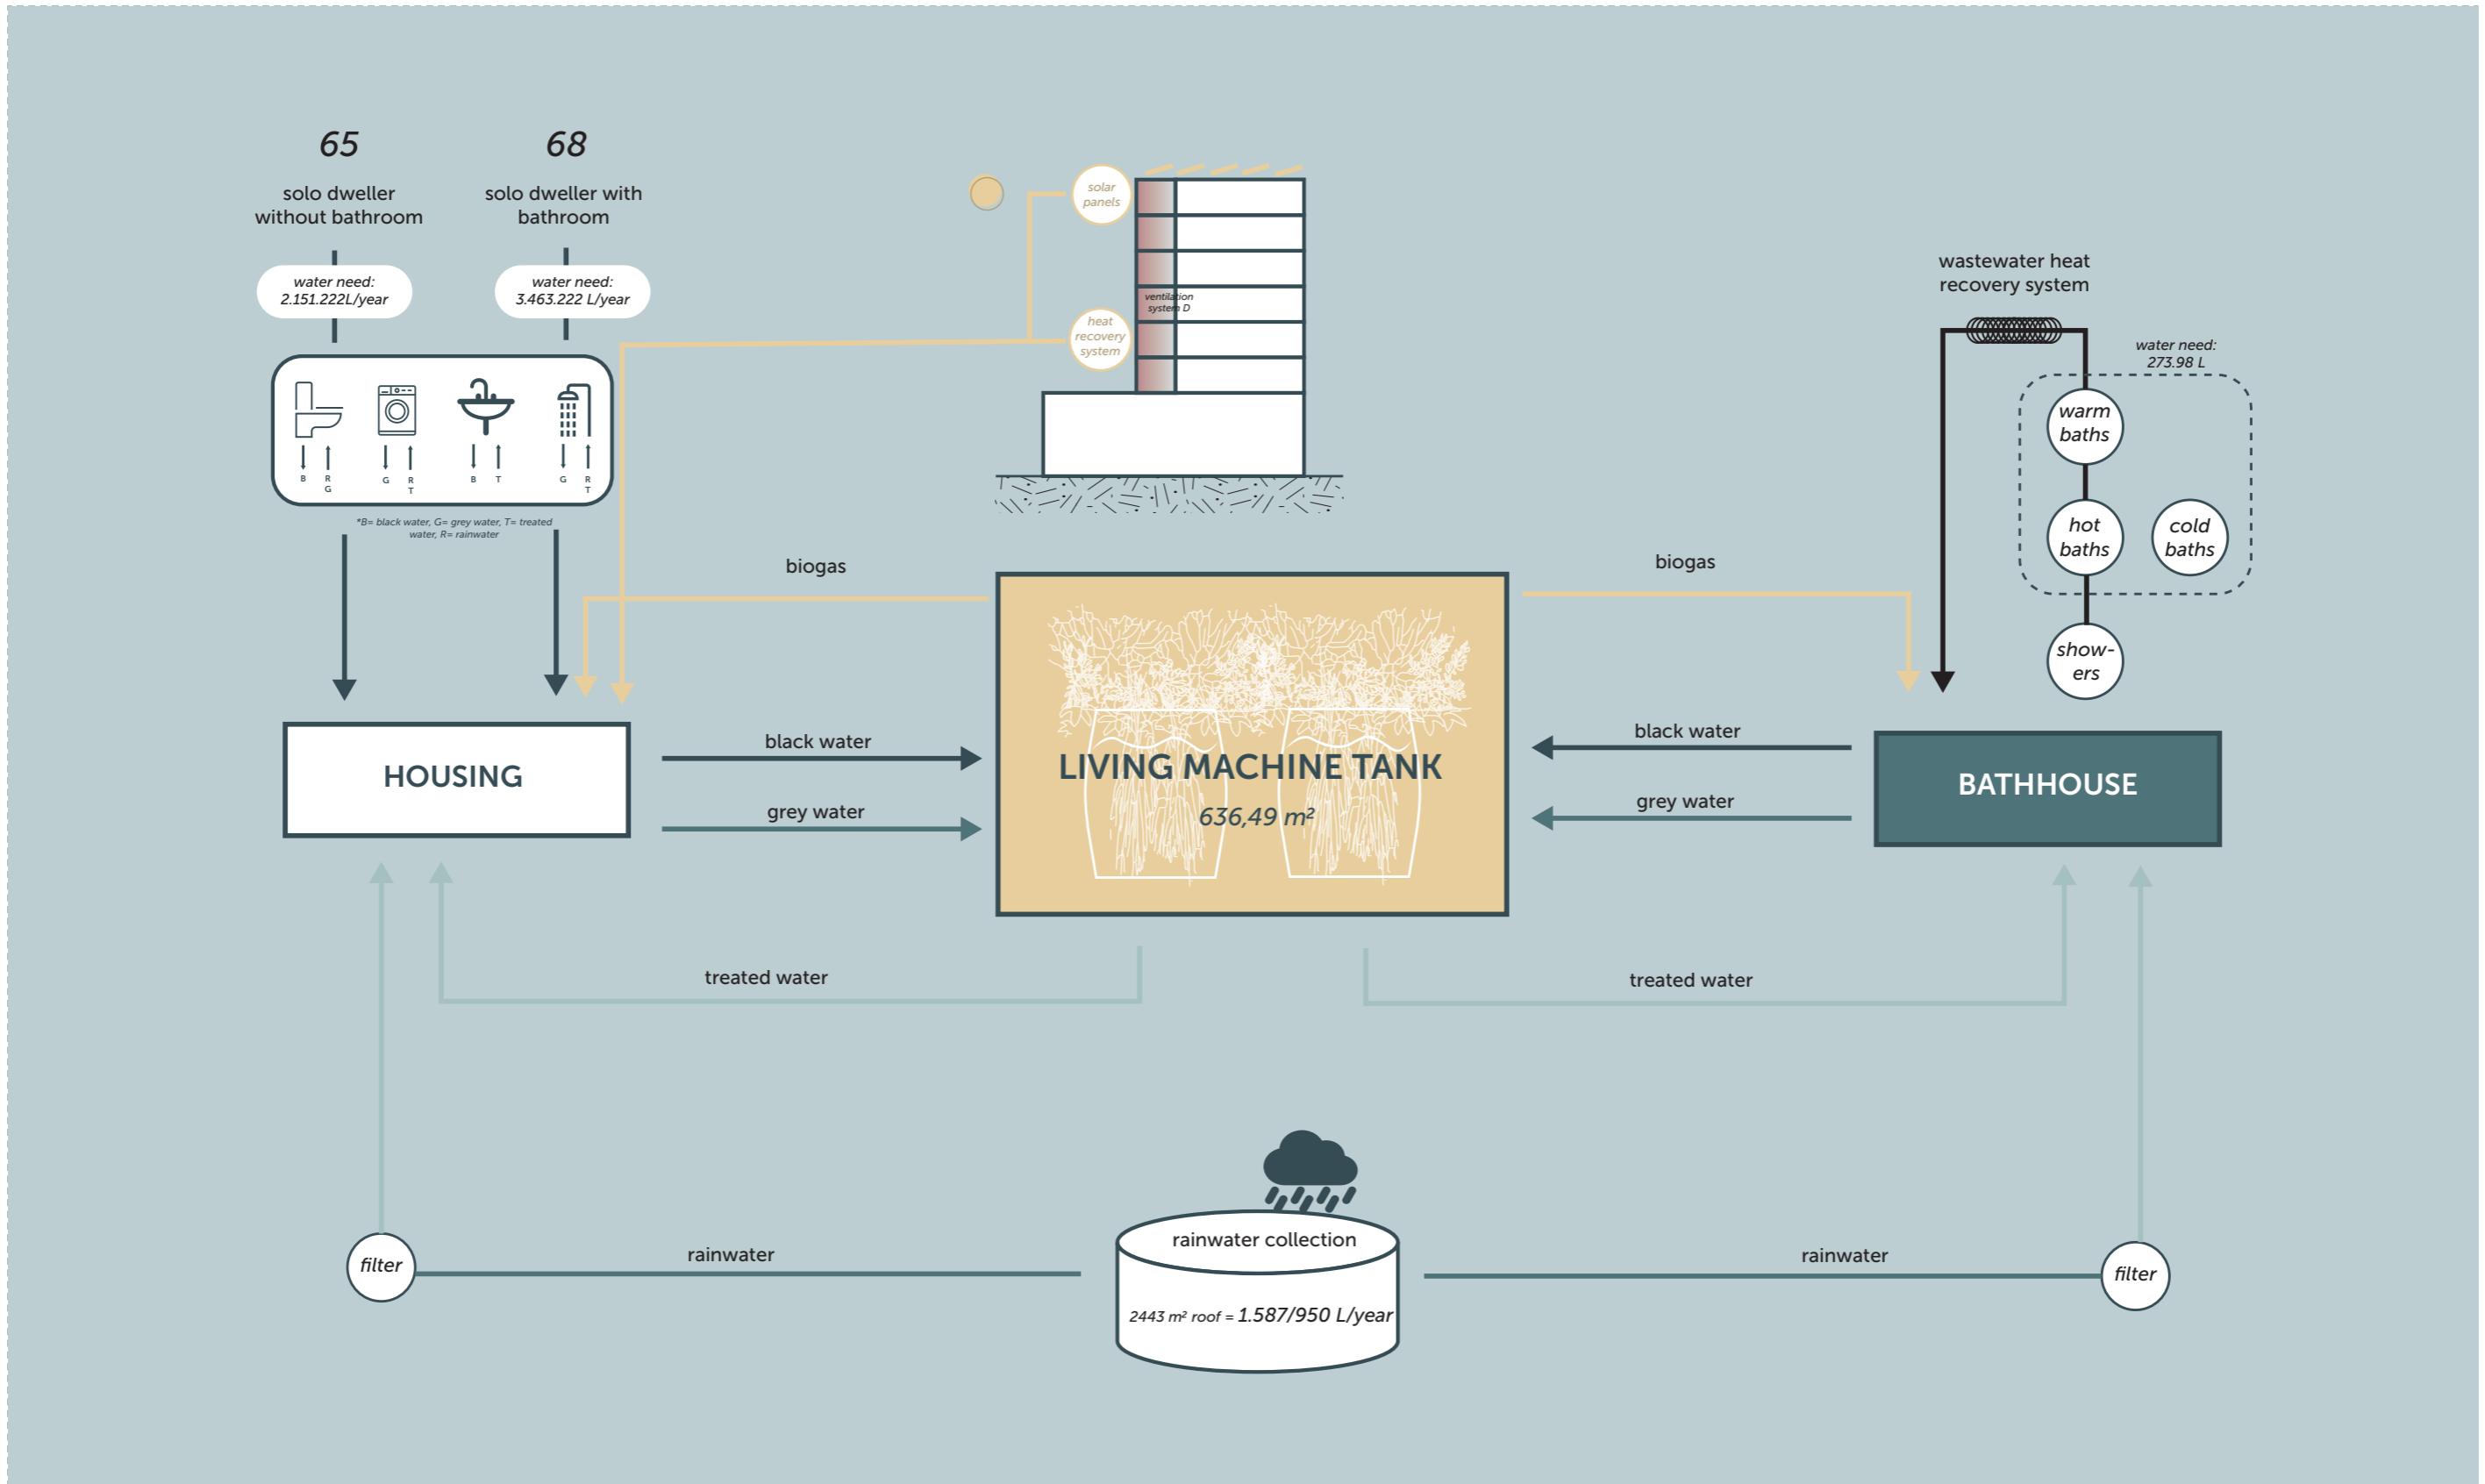 65
solo dweller
without bathroom
water need:
2.151.222L/year
68
solo dweller with
bathroom
water need:
3.463.222 L/year
B
R
G
G
R
T
B
T
G
R
T
*B= black water, G= grey water, T= treated
water, R= rainwater
solar
panels
ventilation
system D
heat
recovery
system
wastewater heat
recovery system
water need:
273.98 L
warm
baths
hot
baths
cold
baths
show-
ers
biogas
biogas
HOUSING
black water
grey water
LIVING MACHINE TANK
636,49 m²
black water
grey water
BATHHOUSE
treated water
treated water
filter
rainwater
rainwater collection
2443 m² roof = 1.587/950 L/year
rainwater
filter